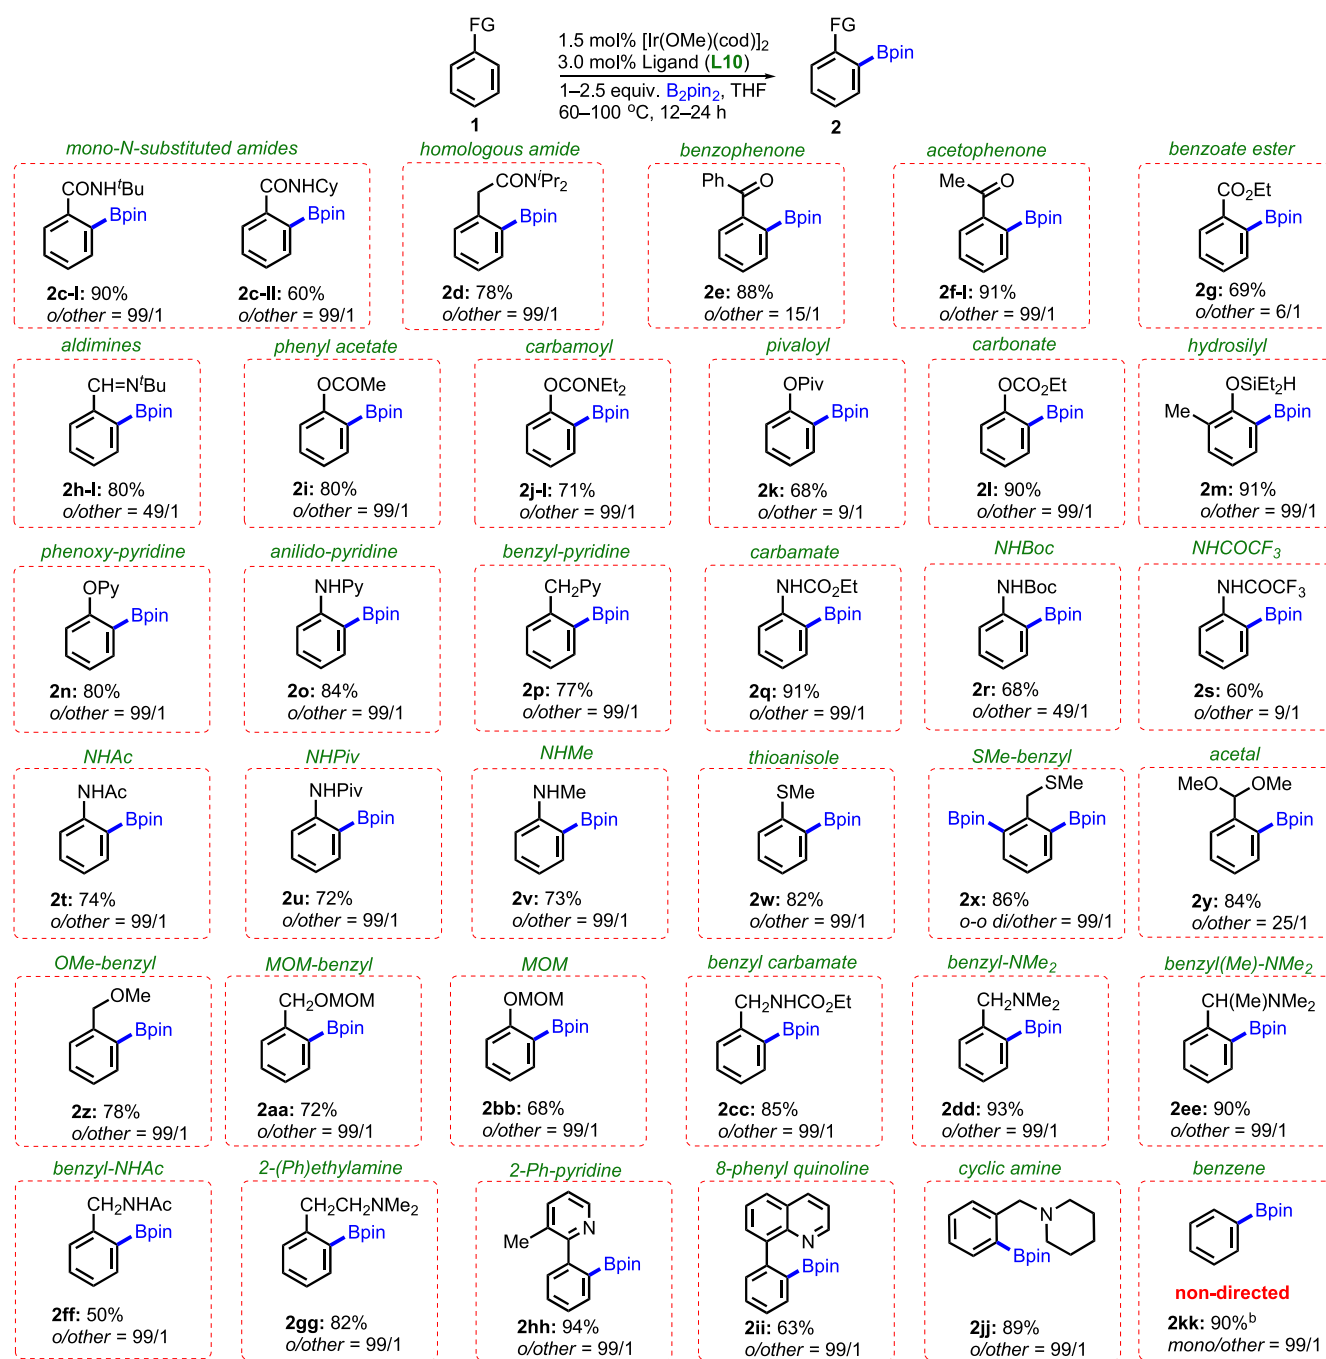 FG
1
1.5 mol% [Ir(OMe)(cod)]2
3.0 mol% Ligand (L10)
1–2.5 equiv. B2pin2, THF
60–100 °C, 12–24 h
FG
Bpin
2
mono-N-substituted amides
CONHtBu
Bpin
2c-I: 90%
o/other = 99/1
CONHCy
Bpin
2c-II: 60%
o/other = 99/1
homologous amide
CONiPr2
Bpin
2d: 78%
o/other = 99/1
benzophenone
Ph
O
Bpin
2e: 88%
o/other = 15/1
acetophenone
Me
O
Bpin
2f-I: 91%
o/other = 99/1
benzoate ester
CO2Et
Bpin
2g: 69%
o/other = 6/1
aldimines
CH=NtBu
Bpin
2h-I: 80%
o/other = 49/1
phenyl acetate
OCOMe
Bpin
2i: 80%
o/other = 99/1
carbamoyl
OCONEt2
Bpin
2j-I: 71%
o/other = 99/1
pivaloyl
OPiv
Bpin
2k: 68%
o/other = 9/1
carbonate
OCO2Et
Bpin
2l: 90%
o/other = 99/1
hydrosilyl
OSiEt2H
Me
Bpin
2m: 91%
o/other = 99/1
phenoxy-pyridine
OPy
Bpin
2n: 80%
o/other = 99/1
anilido-pyridine
NHPy
Bpin
2o: 84%
o/other = 99/1
benzyl-pyridine
CH2Py
Bpin
2p: 77%
o/other = 99/1
carbamate
NHCO2Et
Bpin
2q: 91%
o/other = 99/1
NHBoc
NHBoc
Bpin
2r: 68%
o/other = 49/1
NHCOCF3
NHCOCF3
Bpin
2s: 60%
o/other = 9/1
NHAc
NHAc
Bpin
2t: 74%
o/other = 99/1
NHPiv
NHPiv
Bpin
2u: 72%
o/other = 99/1
NHMe
NHMe
Bpin
2v: 73%
o/other = 99/1
thioanisole
SMe
Bpin
2w: 82%
o/other = 99/1
SMe-benzyl
SMe
Bpin
Bpin
2x: 86%
o-o di/other = 99/1
acetal
MeO
OMe
Bpin
2y: 84%
o/other = 25/1
OMe-benzyl
OMe
Bpin
2z: 78%
o/other = 99/1
MOM-benzyl
CH2OMOM
Bpin
2aa: 72%
o/other = 99/1
MOM
OMOM
Bpin
2bb: 68%
o/other = 99/1
benzyl carbamate
CH2NHCO2Et
Bpin
2cc: 85%
o/other = 99/1
benzyl-NMe2
CH2NMe2
Bpin
2dd: 93%
o/other = 99/1
benzyl(Me)-NMe2
CH(Me)NMe2
Bpin
2ee: 90%
o/other = 99/1
benzyl-NHAc
CH2NHAc
Bpin
2ff: 50%
o/other = 99/1
2-(Ph)ethylamine
CH2CH2NMe2
Bpin
2gg: 82%
o/other = 99/1
2-Ph-pyridine
N
Me
Bpin
2hh: 94%
o/other = 99/1
8-phenyl quinoline
N
Bpin
2ii: 63%
o/other = 99/1
cyclic amine
N
Bpin
2jj: 89%
o/other = 99/1
benzene
Bpin
non-directed
2kk: 90%b
mono/other = 99/1